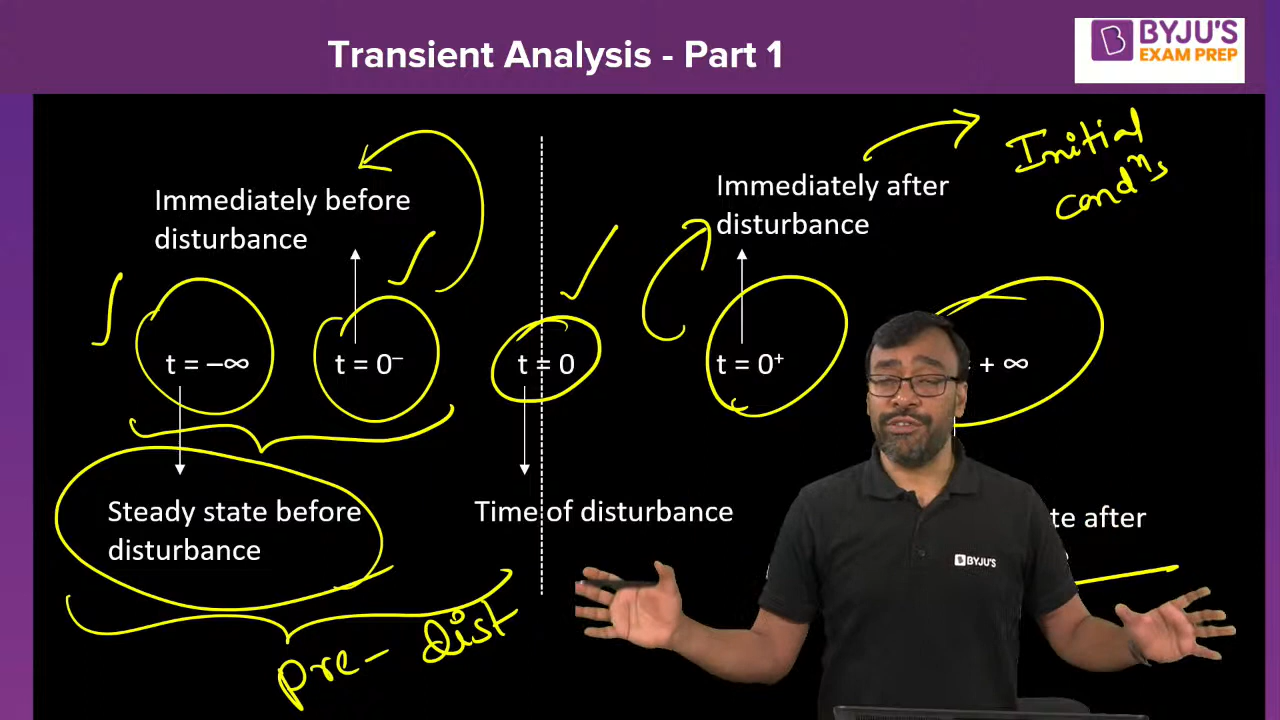 Transient Analysis - Part 1
BYJU'S
EXAM PREP
Immediately before
disturbance
Immediately after
disturbance
Initial
condⁿs
t = –∞
t = 0⁻
t = 0
t = 0⁺
+ ∞
Steady state before
disturbance
Time of disturbance
after
pre- dist
BYJU'S